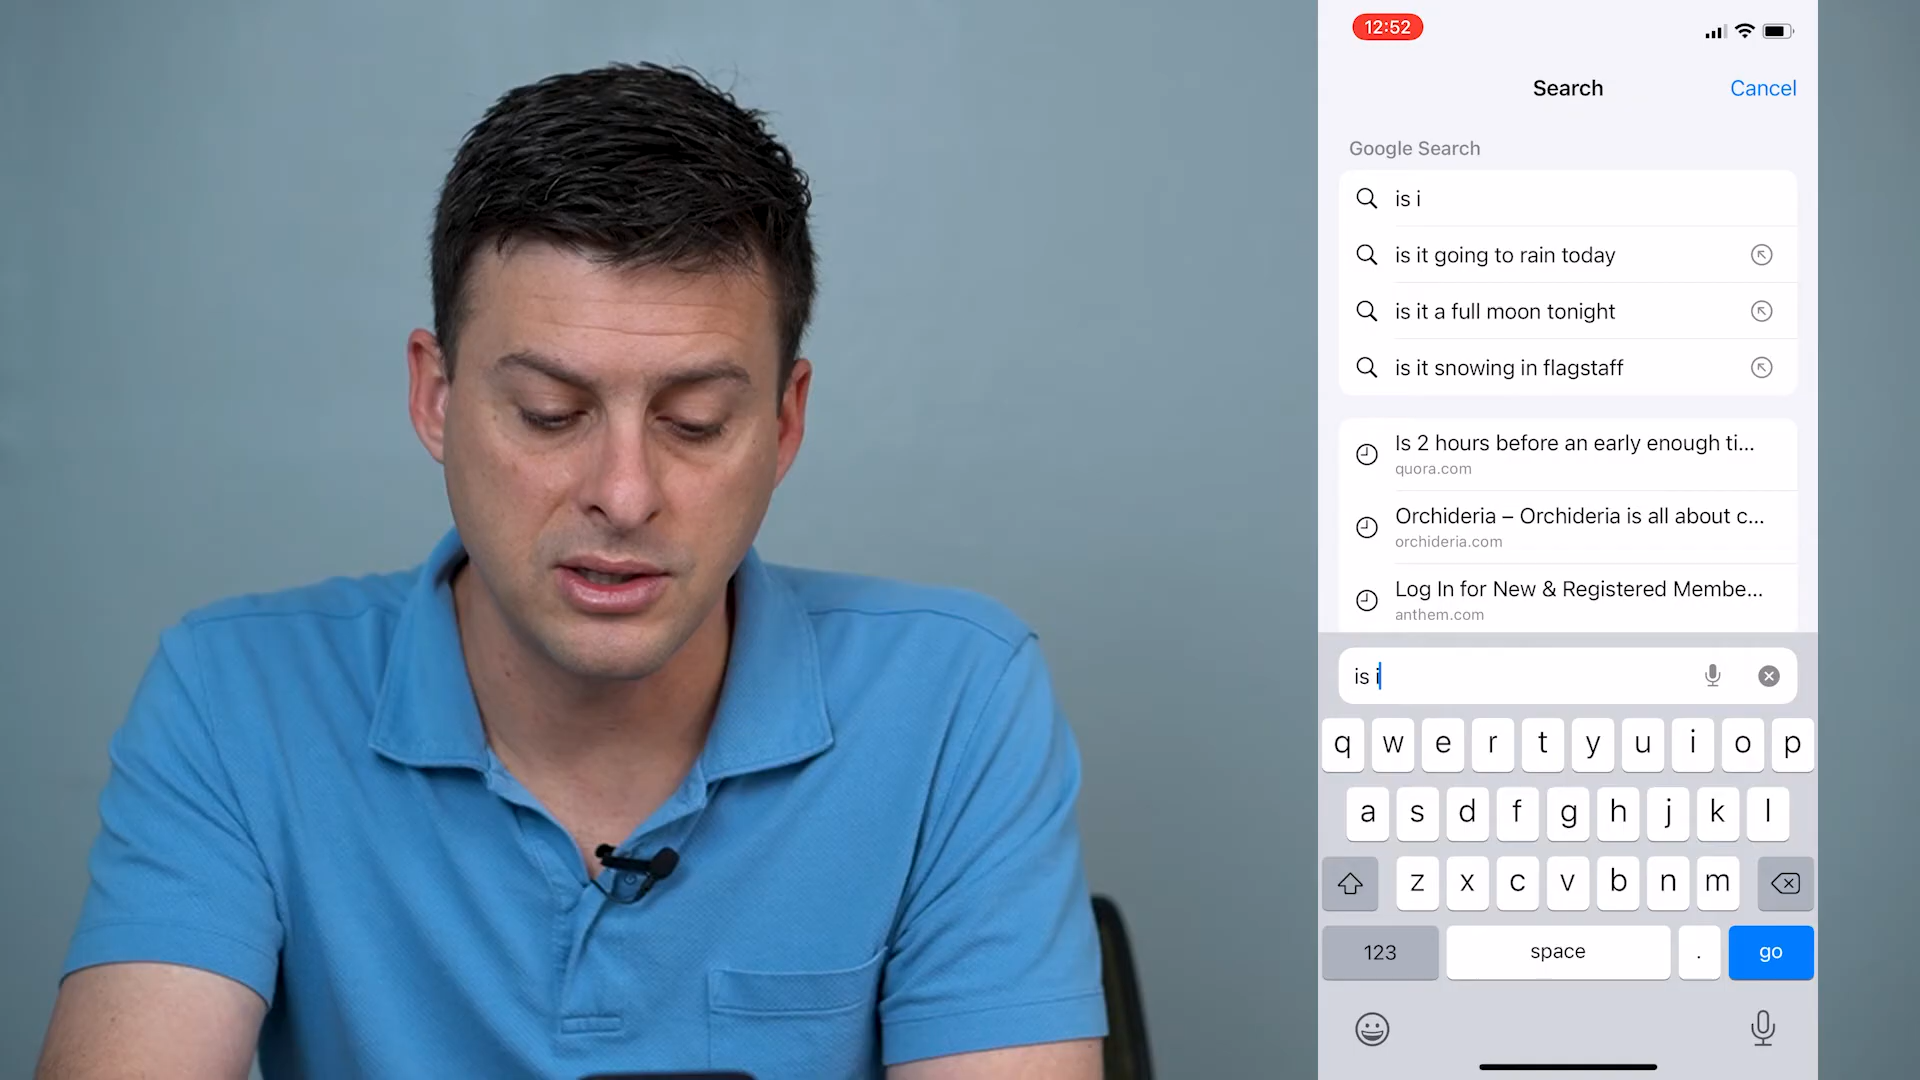 12:52
Search
Cancel
Google Search
is i
is it going to rain today
is it a full moon tonight
is it snowing in flagstaff
Is 2 hours before an early enough ti...
quora.com
Orchideria – Orchideria is all about c...
orchideria.com
Log In for New & Registered Membe...
anthem.com
is i
q w e r t y u i o p
a s d f g h j k l
z x c v b n m
123 space . go